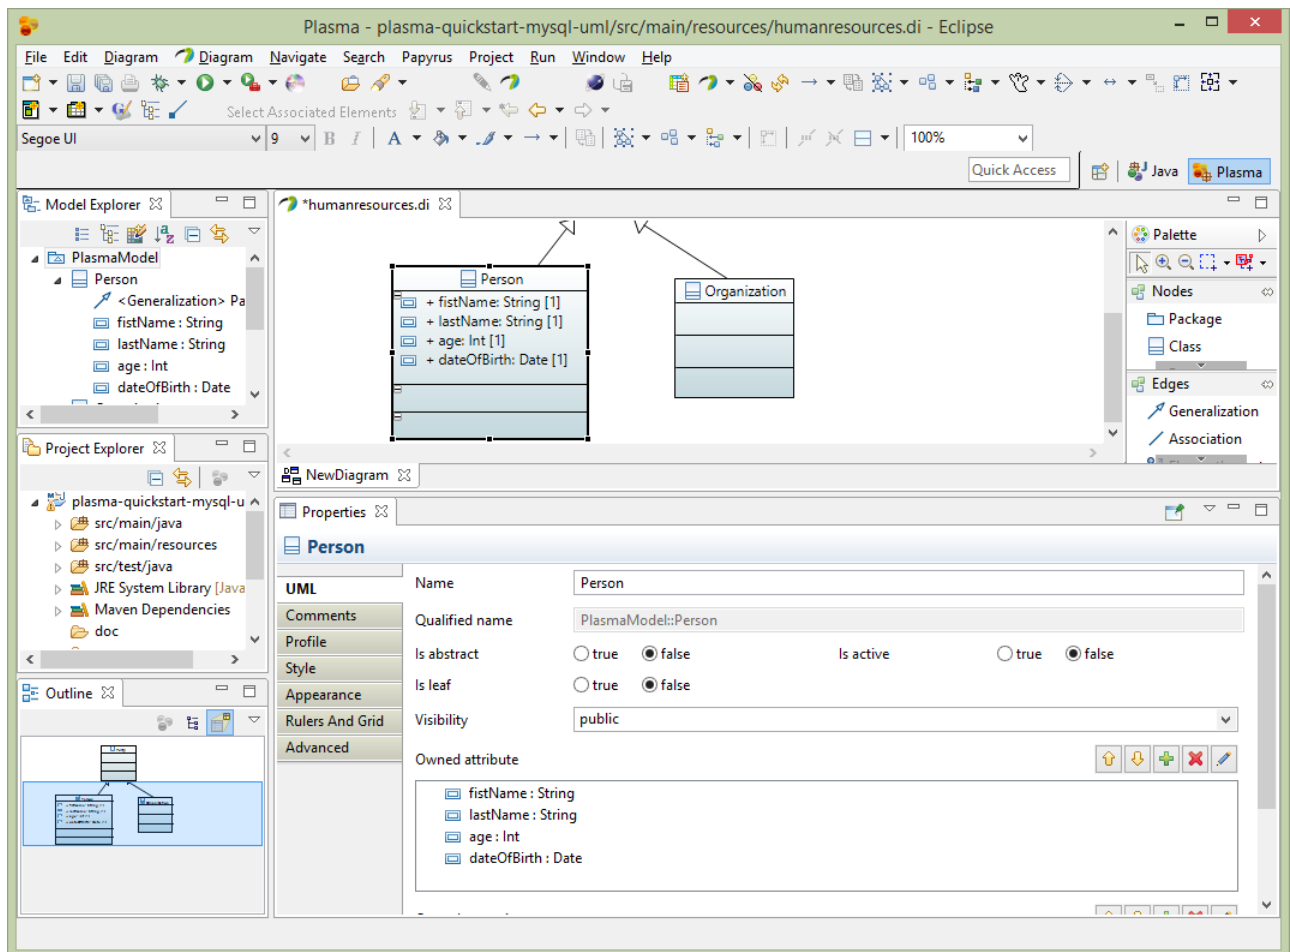 Plasma - plasma-quickstart-mysql-uml/src/main/resources/humanresources.di - Eclipse
File Edit Diagram Diagram Navigate Search Papyrus Project Run Window Help
Select Associated Elements
Segoe UI 9 B I A 100%
Quick Access Java Plasma
Model Explorer
PlasmaModel
Person
<Generalization> Pa
fistName : String
lastName : String
age : Int
dateOfBirth : Date
Project Explorer
plasma-quickstart-mysql-u
src/main/java
src/main/resources
src/test/java
JRE System Library [Java
Maven Dependencies
doc
Outline
*humanresources.di
Person
+ fistName: String [1]
+ lastName: String [1]
+ age: Int [1]
+ dateOfBirth: Date [1]
Organization
NewDiagram
Palette
Nodes
Package
Class
Edges
Generalization
Association
Properties
Person
UML
Comments
Profile
Style
Appearance
Rulers And Grid
Advanced
Name Person
Qualified name PlasmaModel::Person
Is abstract true false Is active true false
Is leaf true false
Visibility public
Owned attribute
fistName : String
lastName : String
age : Int
dateOfBirth : Date